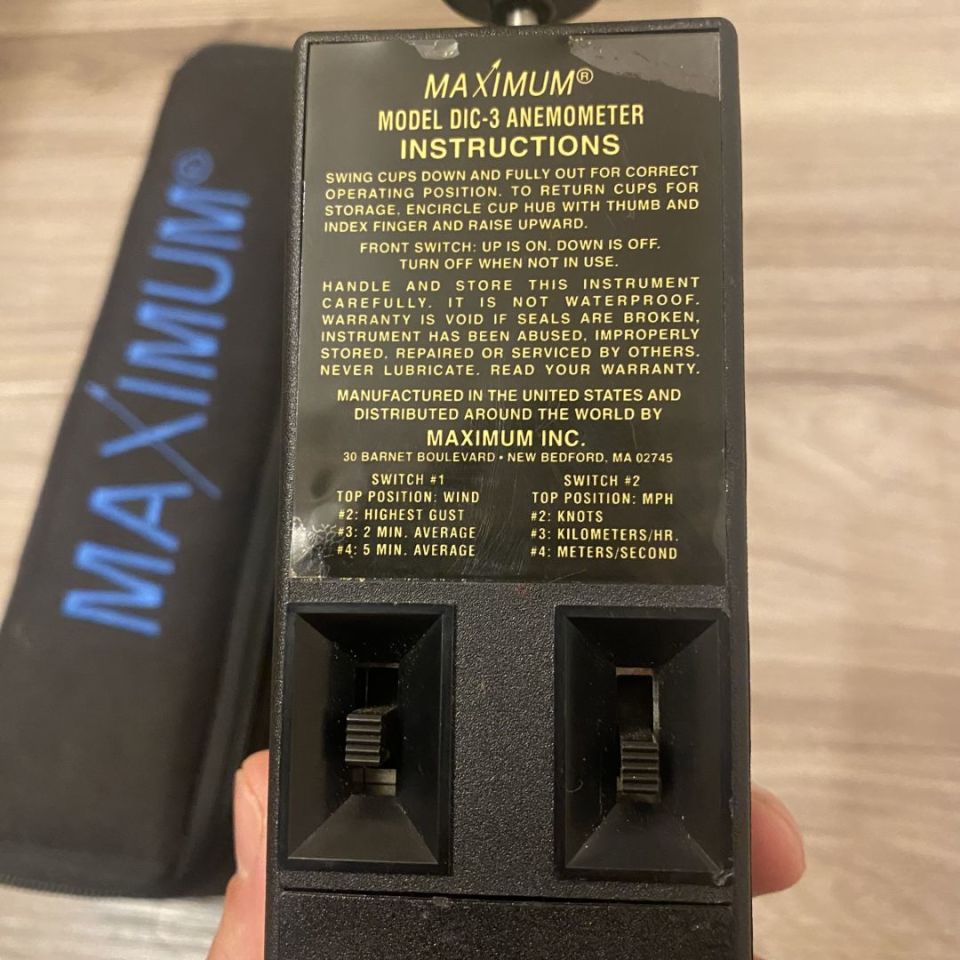 MAXIMUM®
MODEL DIC-3 ANEMOMETER
INSTRUCTIONS
SWING CUPS DOWN AND FULLY OUT FOR CORRECT
OPERATING POSITION. TO RETURN CUPS FOR
STORAGE, ENCIRCLE CUP HUB WITH THUMB AND
INDEX FINGER AND RAISE UPWARD.
FRONT SWITCH: UP IS ON. DOWN IS OFF.
TURN OFF WHEN NOT IN USE.
HANDLE AND STORE THIS INSTRUMENT
CAREFULLY. IT IS NOT WATERPROOF.
WARRANTY IS VOID IF SEALS ARE BROKEN,
INSTRUMENT HAS BEEN ABUSED, IMPROPERLY
STORED, REPAIRED OR SERVICED BY OTHERS.
NEVER LUBRICATE. READ YOUR WARRANTY.
MANUFACTURED IN THE UNITED STATES AND
DISTRIBUTED AROUND THE WORLD BY
MAXIMUM INC.
30 BARNET BOULEVARD • NEW BEDFORD, MA 02745
SWITCH #1
TOP POSITION: WIND
#2: HIGHEST GUST
#3: 2 MIN. AVERAGE
#4: 5 MIN. AVERAGE
SWITCH #2
TOP POSITION: MPH
#2: KNOTS
#3: KILOMETERS/HR.
#4: METERS/SECOND
MAXIMUM®